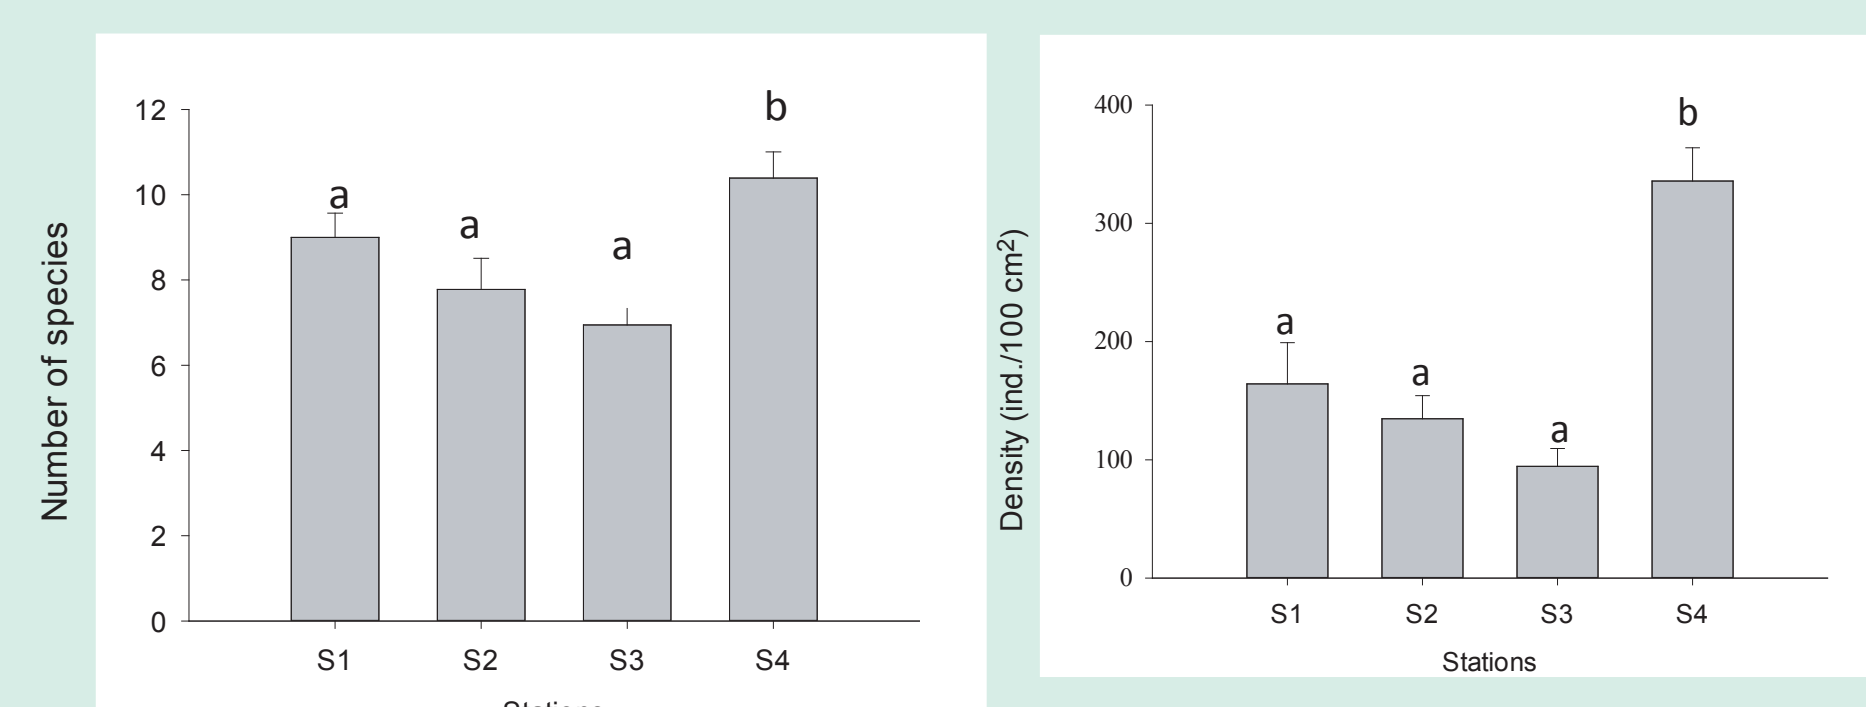 Number of species
12
10
8
6
4
2
0
a
a
a
b
S1 S2 S3 S4
Stations
Density (ind./100 cm²)
400
300
200
100
0
a
a
a
b
S1 S2 S3 S4
Stations